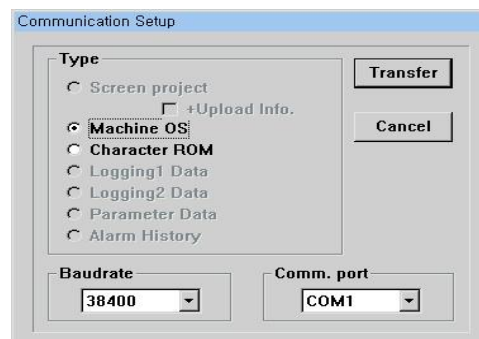 Communication Setup
Type
Screen project
+Upload Info.
Machine OS
Character ROM
Logging1 Data
Logging2 Data
Parameter Data
Alarm History
Transfer
Cancel
Baudrate
38400
Comm. port
COM1